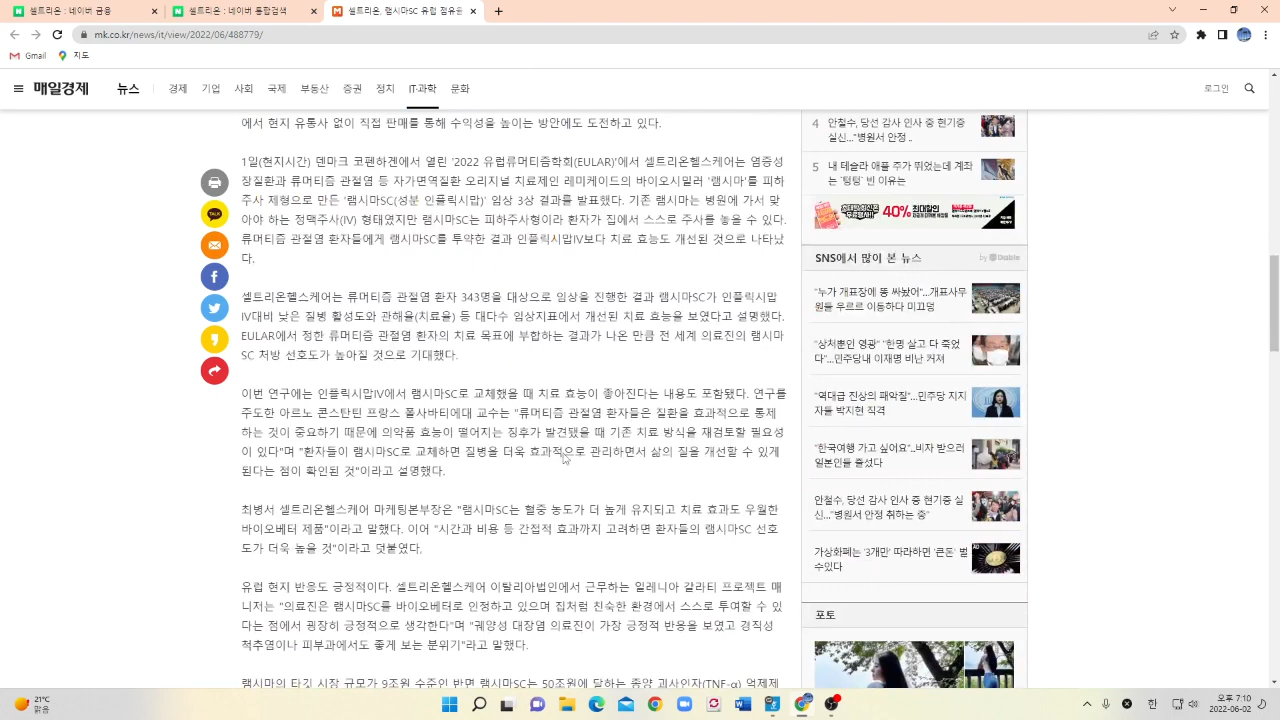 셀트리온 : 네이버 금융
셀트리온 : 네이버 통합검색
셀트리온, 램시마SC 유럽 점유율
mk.co.kr/news/it/view/2022/06/488779/
Gmail 지도
매일경제 뉴스 경제 기업 사회 국제 부동산 증권 정치 IT·과학 문화 로그인
에서 현지 유통사 없이 직접 판매를 통해 수익성을 높이는 방안에도 도전하고 있다.
1일(현지시간) 덴마크 코펜하겐에서 열린 '2022 유럽류머티즘학회(EULAR)'에서 셀트리온헬스케어는 염증성
장질환과 류머티즘 관절염 등 자가면역질환 오리지널 치료제인 레미케이드의 바이오시밀러 '램시마'를 피하
주사 제형으로 만든 '램시마SC(성분 인플릭시맙)' 임상 3상 결과를 발표했다. 기존 램시마는 병원에 가서 맞
아야 하는 정맥주사(IV) 형태였지만 램시마SC는 피하주사형이라 환자가 집에서 스스로 주사를 놓을 수 있다.
류머티즘 관절염 환자들에게 램시마SC를 투약한 결과 인플릭시맙IV보다 치료 효능도 개선된 것으로 나타났
다.
셀트리온헬스케어는 류머티즘 관절염 환자 343명을 대상으로 임상을 진행한 결과 램시마SC가 인플릭시맙
IV대비 낮은 질병 활성도와 관해율(치료율) 등 대다수 임상지표에서 개선된 치료 효능을 보였다고 설명했다.
EULAR에서 정한 류머티즘 관절염 환자의 치료 목표에 부합하는 결과가 나온 만큼 전 세계 의료진의 램시마
SC 처방 선호도가 높아질 것으로 기대했다.
이번 연구에는 인플릭시맙IV에서 램시마SC로 교체했을 때 치료 효능이 좋아진다는 내용도 포함됐다. 연구를
주도한 아르노 콘스탄틴 프랑스 폴사바티에대 교수는 "류머티즘 관절염 환자들은 질환을 효과적으로 통제
하는 것이 중요하기 때문에 의약품 효능이 떨어지는 징후가 발견됐을 때 기존 치료 방식을 재검토할 필요성
이 있다"며 "환자들이 램시마SC로 교체하면 질병을 더욱 효과적으로 관리하면서 삶의 질을 개선할 수 있게
된다는 점이 확인된 것"이라고 설명했다.
최병서 셀트리온헬스케어 마케팅본부장은 "램시마SC는 혈중 농도가 더 높게 유지되고 치료 효과도 우월한
바이오베터 제품"이라고 말했다. 이어 "시간과 비용 등 간접적 효과까지 고려하면 환자들의 램시마SC 선호
도가 더욱 높을 것"이라고 덧붙였다.
유럽 현지 반응도 긍정적이다. 셀트리온헬스케어 이탈리아법인에서 근무하는 일레니아 갈라티 프로젝트 매
니저는 "의료진은 램시마SC를 바이오베터로 인정하고 있으며 집처럼 친숙한 환경에서 스스로 투여할 수 있
다는 점에서 굉장히 긍정적으로 생각한다"며 "궤양성 대장염 의료진이 가장 긍정적 반응을 보였고 경직성
척추염이나 피부과에서도 좋게 보는 분위기"라고 말했다.
램시마의 타깃 시장 규모가 9조원 수준인 반면 램시마SC는 50조원에 달하는 종양 괴사인자(TNF-α) 억제제
TALK
4 안철수, 당선 감사 인사 중 현기증
실신..."병원서 안정 ..
5 내 테슬라 애플 주가 뛰었는데 계좌
는 '텅텅' 빈 이유는
40% 최대할인
SNS에서 많이 본 뉴스 by Dable
"누가 개표장에 똥 싸놨어"...개표사무
원들 우르르 이동하다 미끄덩
"상처뿐인 영광" "한명 살고 다 죽었
다"...민주당내 이재명 비난 커져
"역대급 진상의 패악질"...민주당 지지
자들 박지현 직격
"한국여행 가고 싶어요"..비자 받으러
일본인들 줄섰다
안철수, 당선 감사 인사 중 현기증 실
신..."병원서 안정 취하는 중"
가상화폐는 '3개만' 따라하면 '큰돈' 벌
수있다
AD
포토
21°C
맑음
한
오후 7:10
2022-06-02